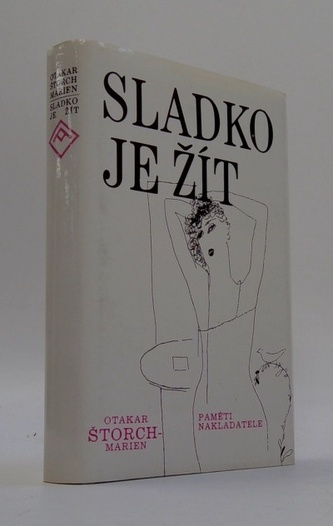 OTAKAR
ŠTORCH
MARIEN
SLADKO
JE ŽÍT
SLADKO
JE ŽÍT
OTAKAR
ŠTORCH-
MARIEN
PAMĚTI
NAKLADATELE